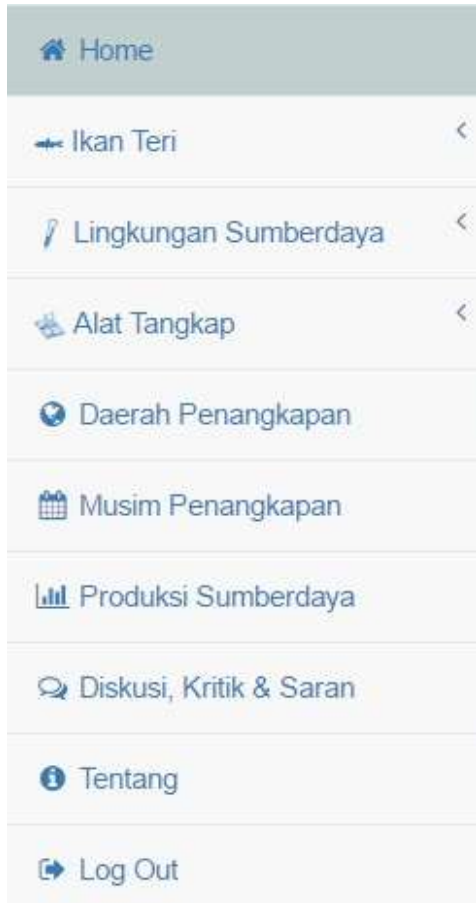 Home
Ikan Teri
Lingkungan Sumberdaya
Alat Tangkap
Daerah Penangkapan
Musim Penangkapan
Produksi Sumberdaya
Diskusi, Kritik & Saran
Tentang
Log Out